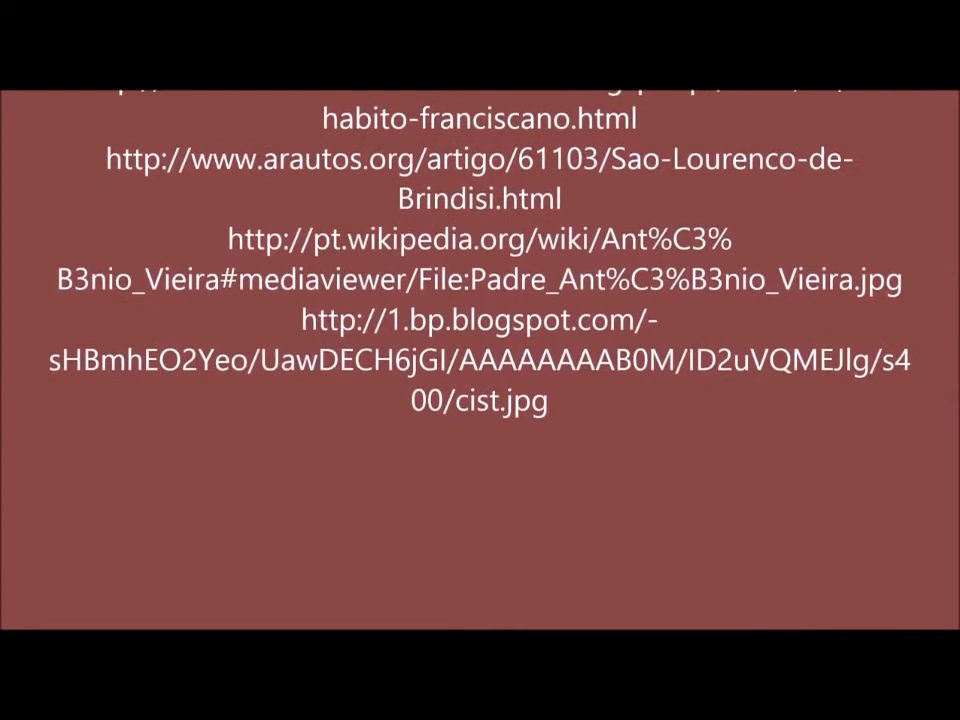 habito-franciscano.html
http://www.arautos.org/artigo/61103/Sao-Lourenco-de-
Brindisi.html
http://pt.wikipedia.org/wiki/Ant%C3%
B3nio_Vieira#mediaviewer/File:Padre_Ant%C3%B3nio_Vieira.jpg
http://1.bp.blogspot.com/-
sHBmhEO2Yeo/UawDECH6jGI/AAAAAAAAB0M/ID2uVQMEJlg/s4
00/cist.jpg